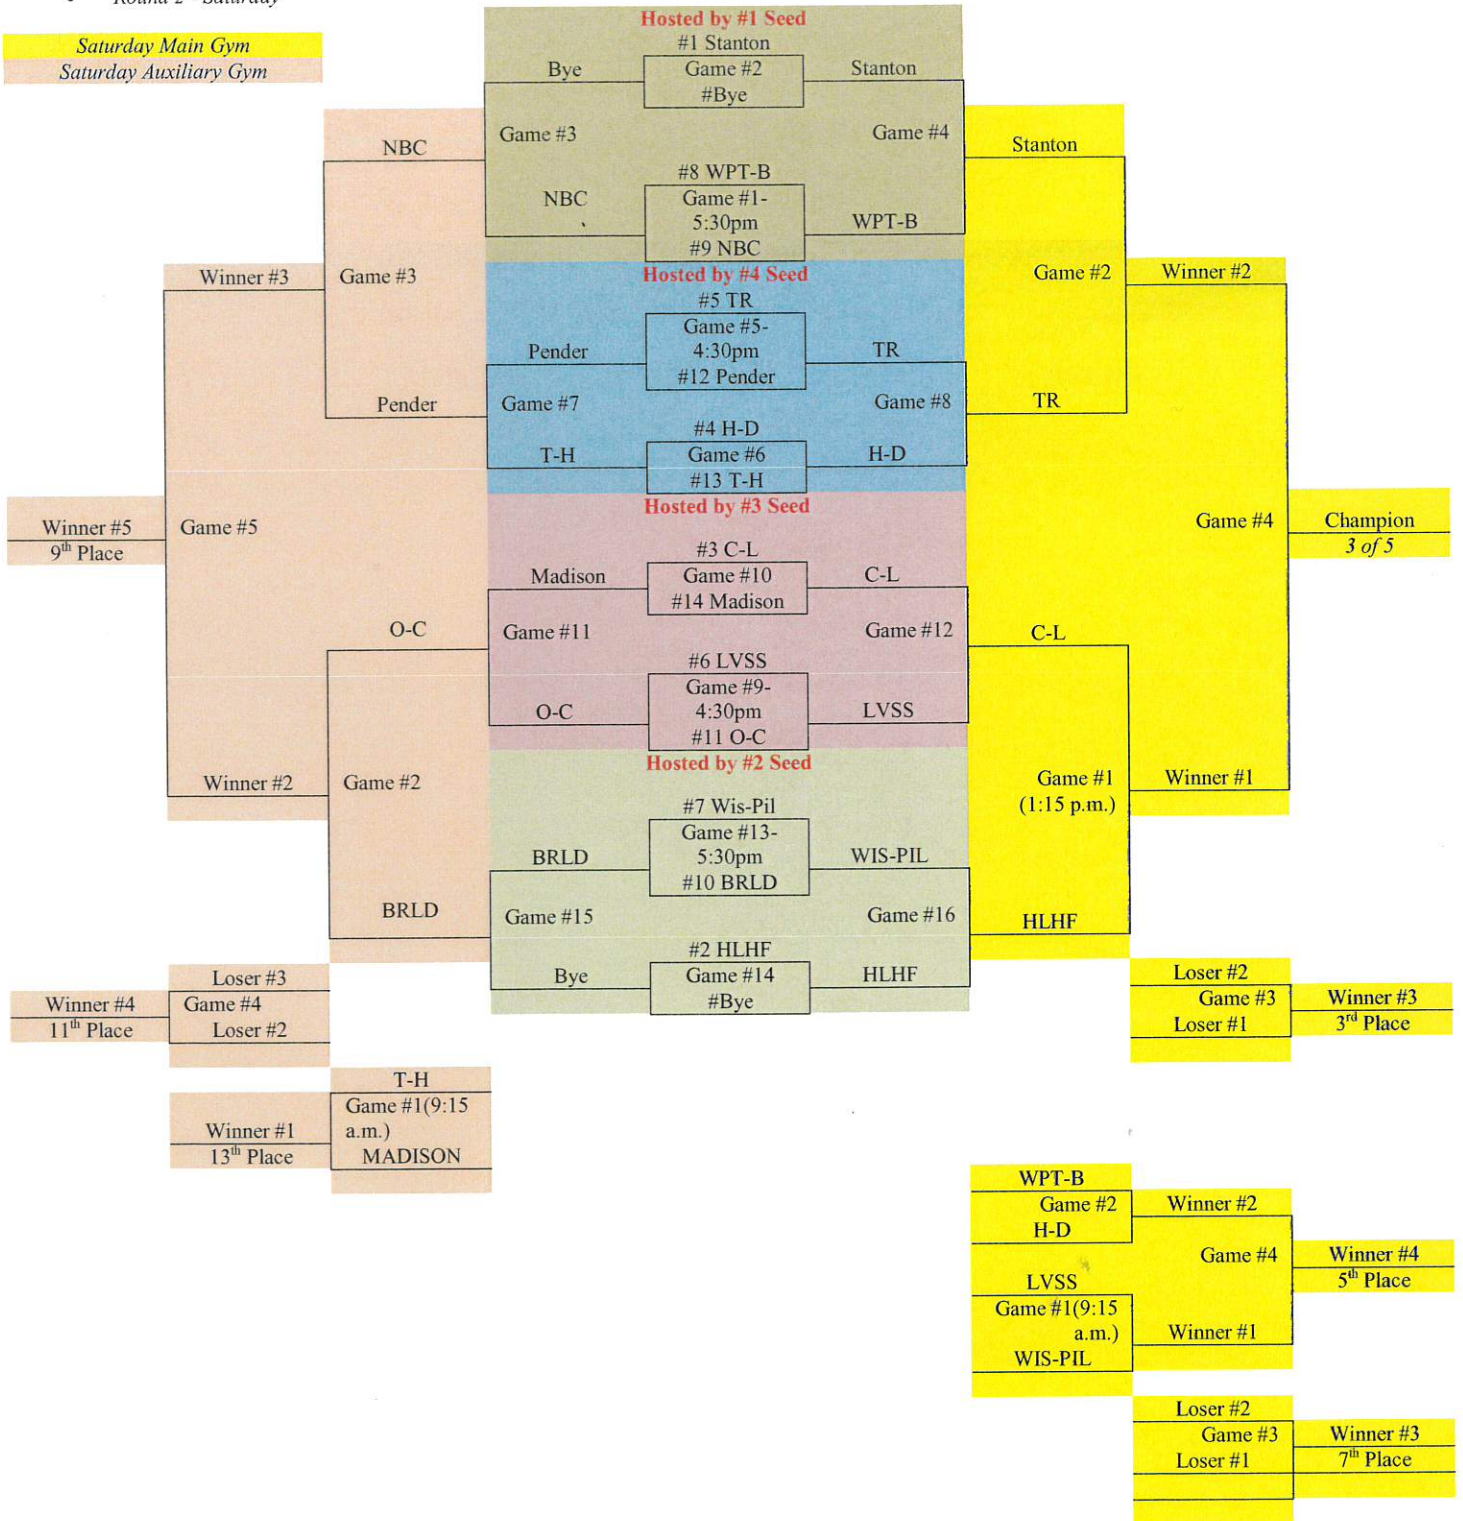 Round 2 - Saturday
Saturday Main Gym
Saturday Auxiliary Gym
Hosted by #1 Seed
#1 Stanton
Bye
Game #2
Stanton
#Bye
Game #3
Game #4
NBC
Stanton
#8 WPT-B
NBC
Game #1-
5:30pm
WPT-B
#9 NBC
Hosted by #4 Seed
Winner #3
Game #3
Game #2
Winner #2
#5 TR
Game #5-
Pender
4:30pm
TR
#12 Pender
Pender
Game #7
Game #8
TR
#4 H-D
T-H
Game #6
H-D
#13 T-H
Hosted by #3 Seed
Winner #5
Game #5
Game #4
Champion
9th Place
3 of 5
#3 C-L
Madison
Game #10
C-L
#14 Madison
O-C
Game #11
Game #12
C-L
#6 LVSS
Game #9-
O-C
4:30pm
LVSS
#11 O-C
Hosted by #2 Seed
Winner #2
Game #2
Game #1
(1:15 p.m.)
Winner #1
#7 Wis-Pil
Game #13-
BRLD
5:30pm
WIS-PIL
#10 BRLD
BRLD
Game #15
Game #16
HLHF
#2 HLHF
Bye
Game #14
HLHF
#Bye
Loser #3
Winner #4
Game #4
11th Place
Loser #2
Loser #2
Game #3
Winner #3
Loser #1
3rd Place
T-H
Game #1(9:15
Winner #1
a.m.)
13th Place
MADISON
WPT-B
Game #2
Winner #2
H-D
Game #4
Winner #4
LVSS
5th Place
Game #1(9:15
a.m.)
Winner #1
WIS-PIL
Loser #2
Game #3
Winner #3
Loser #1
7th Place